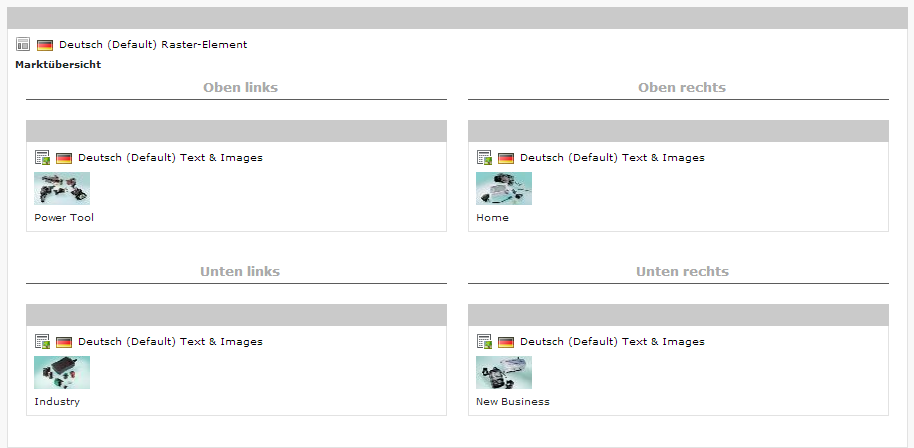 Deutsch (Default) Raster-Element
Marktübersicht
Oben links
Oben rechts
Deutsch (Default) Text & Images
Deutsch (Default) Text & Images
Power Tool
Home
Unten links
Unten rechts
Deutsch (Default) Text & Images
Deutsch (Default) Text & Images
Industry
New Business